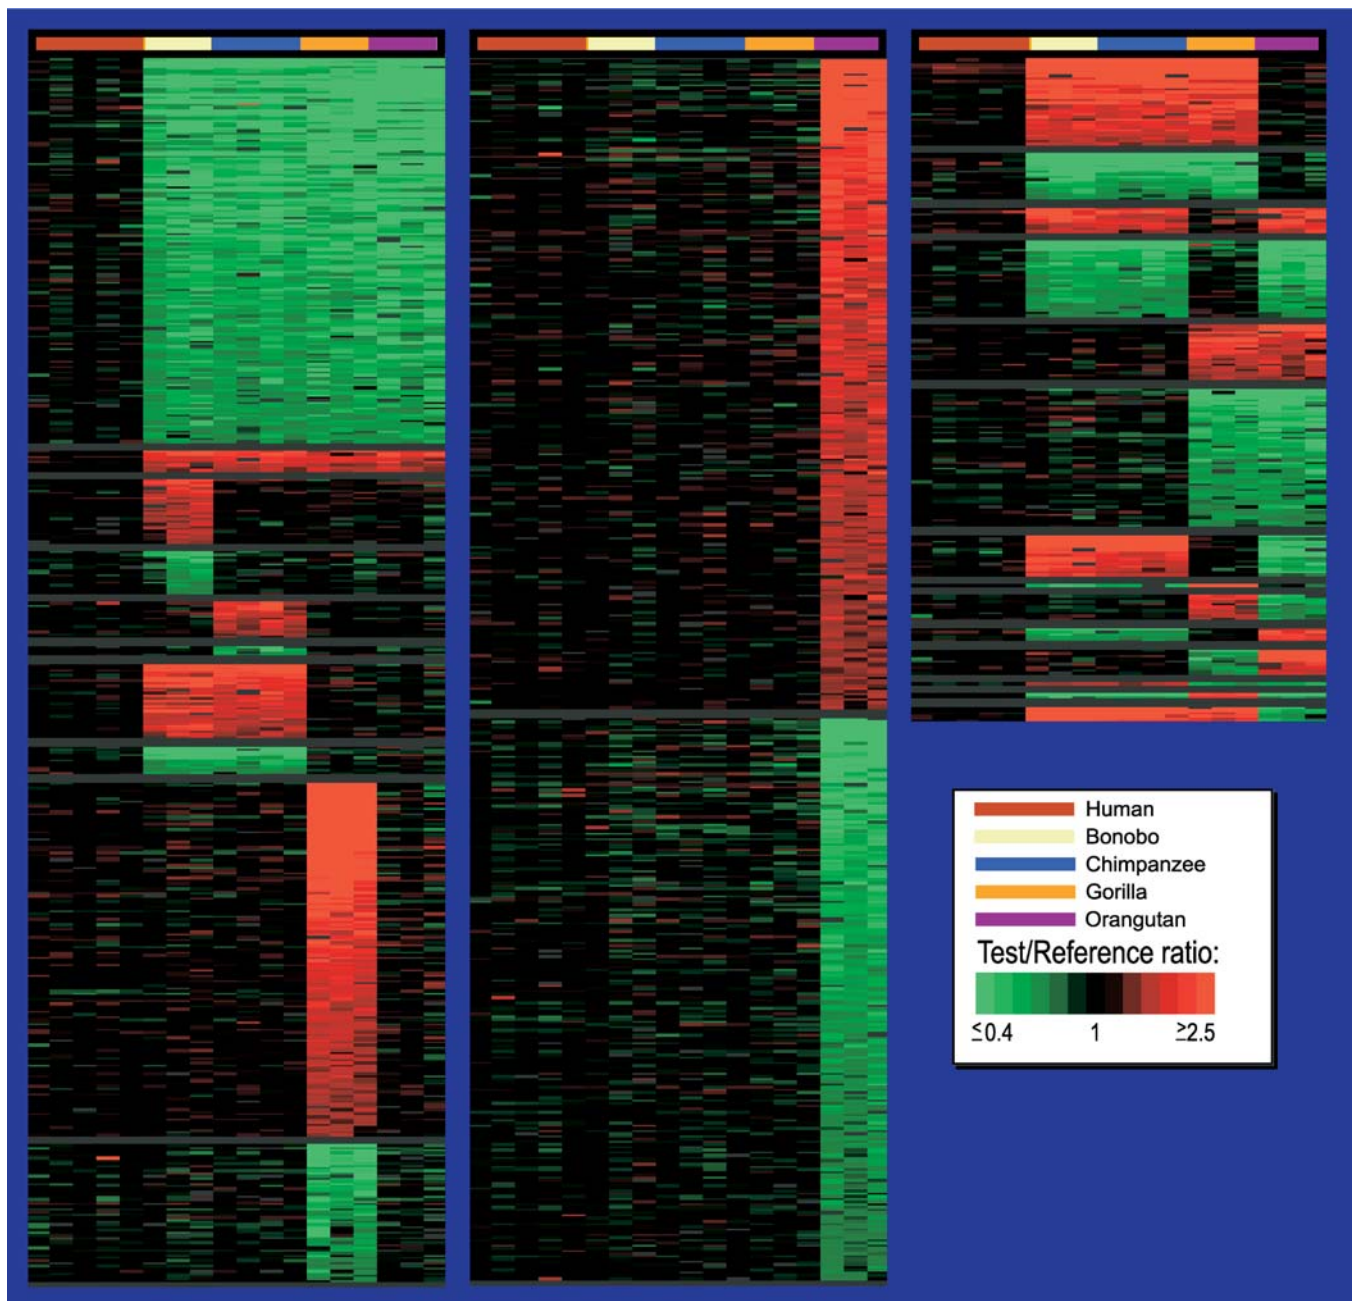 Human
Bonobo
Chimpanzee
Gorilla
Orangutan
Test/Reference ratio:
≤0.4 1 ≥2.5